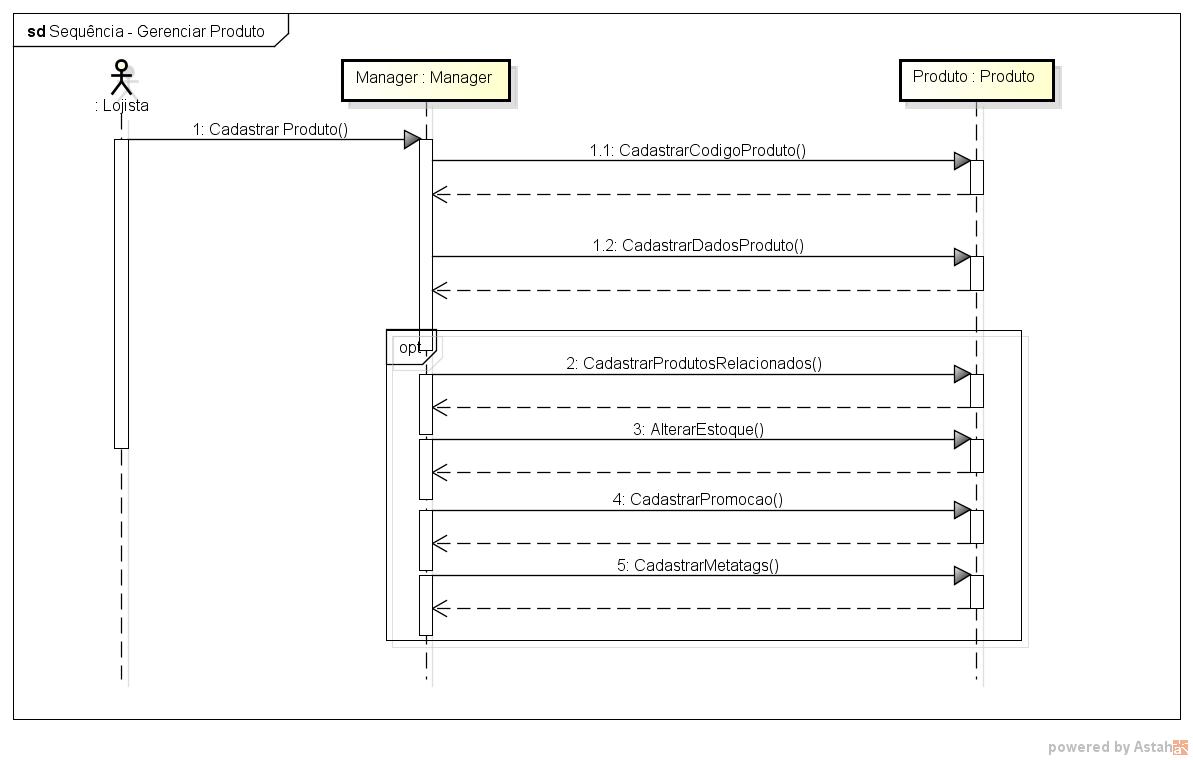 sd Sequência - Gerenciar Produto
: Lojista
Manager : Manager
Produto : Produto
1: Cadastrar Produto()
1.1: CadastrarCodigoProduto()
1.2: CadastrarDadosProduto()
opt
2: CadastrarProdutosRelacionados()
3: AlterarEstoque()
4: CadastrarPromocao()
5: CadastrarMetatags()
powered by Astah